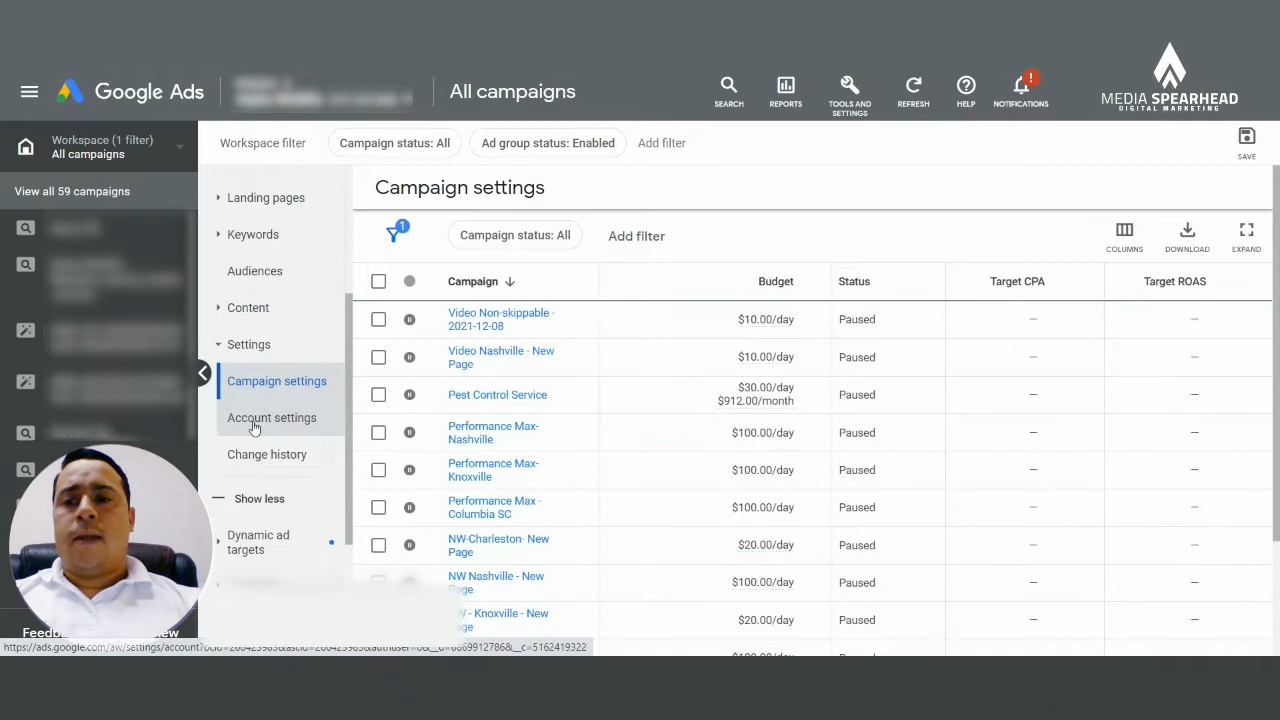 Google Ads
All campaigns
SEARCH
REPORTS
TOOLS AND
SETTINGS
REFRESH
HELP
!
NOTIFICATIONS
MEDIA SPEARHEAD
DIGITAL MARKETING
Workspace (1 filter)
All campaigns
View all 59 campaigns
Workspace filter
Campaign status: All
Ad group status: Enabled
Add filter
SAVE
Landing pages
Keywords
Audiences
Content
Settings
Campaign settings
Account settings
Change history
Show less
Dynamic ad
targets
Campaign settings
1
Campaign status: All
Add filter
COLUMNS
DOWNLOAD
EXPAND
Campaign Budget Status Target CPA Target ROAS
Video Non-skippable -
2021-12-08
$10.00/day Paused — —
Video Nashville - New
Page
$10.00/day Paused — —
Pest Control Service
$30.00/day
$912.00/month
Paused — —
Performance Max-
Nashville
$100.00/day Paused — —
Performance Max-
Knoxville
$100.00/day Paused — —
Performance Max -
Columbia SC
$100.00/day Paused — —
NW-Charleston- New
Page
$20.00/day Paused — —
NW Nashville - New
Page
$100.00/day Paused — —
- Knoxville - New
$20.00/day Paused — —